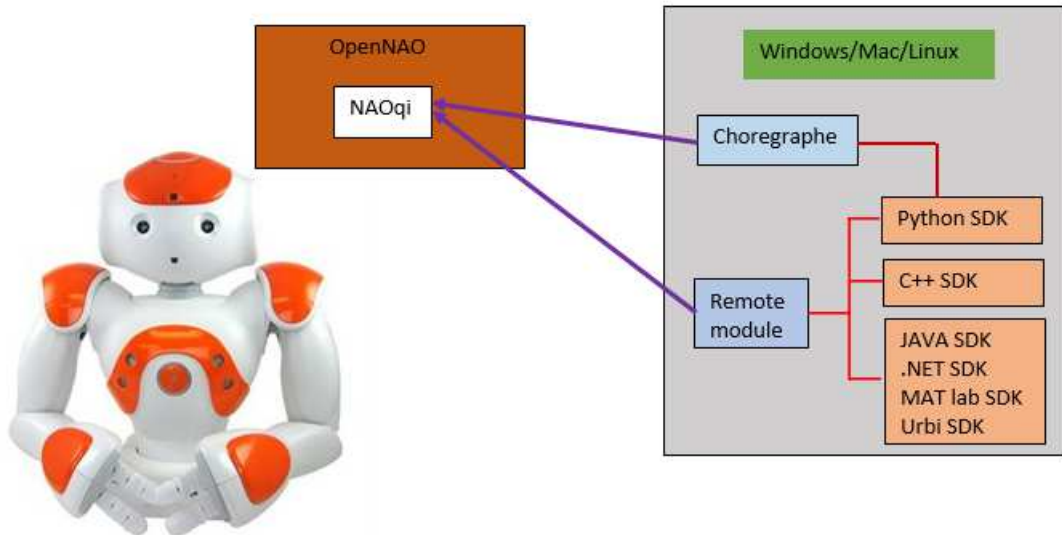 OpenNAO
NAOqi
Windows/Mac/Linux
Choregraphe
Python SDK
C++ SDK
Remote
module
JAVA SDK
.NET SDK
MAT lab SDK
Urbi SDK